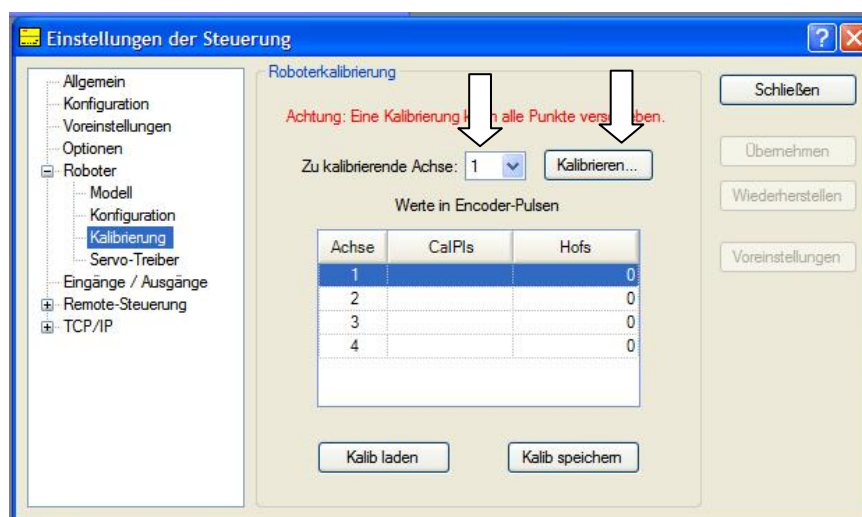 Einstellungen der Steuerung
Allgemein
Konfiguration
Voreinstellungen
Optionen
Roboter
Modell
Konfiguration
Kalibrierung
Servo-Treiber
Eingänge / Ausgänge
Remote-Steuerung
TCP/IP
Roboterkalibrierung
Achtung: Eine Kalibrierung alle Punkte
Zu kalibrierende Achse: 1
Kalibrieren...
Werte in Encoder-Pulsen
Achse CalPls Hofs
1 0
2 0
3 0
4 0
Kalib laden
Kalib speichern
Schließen
Übernehmen
Wiederherstellen
Voreinstellungen